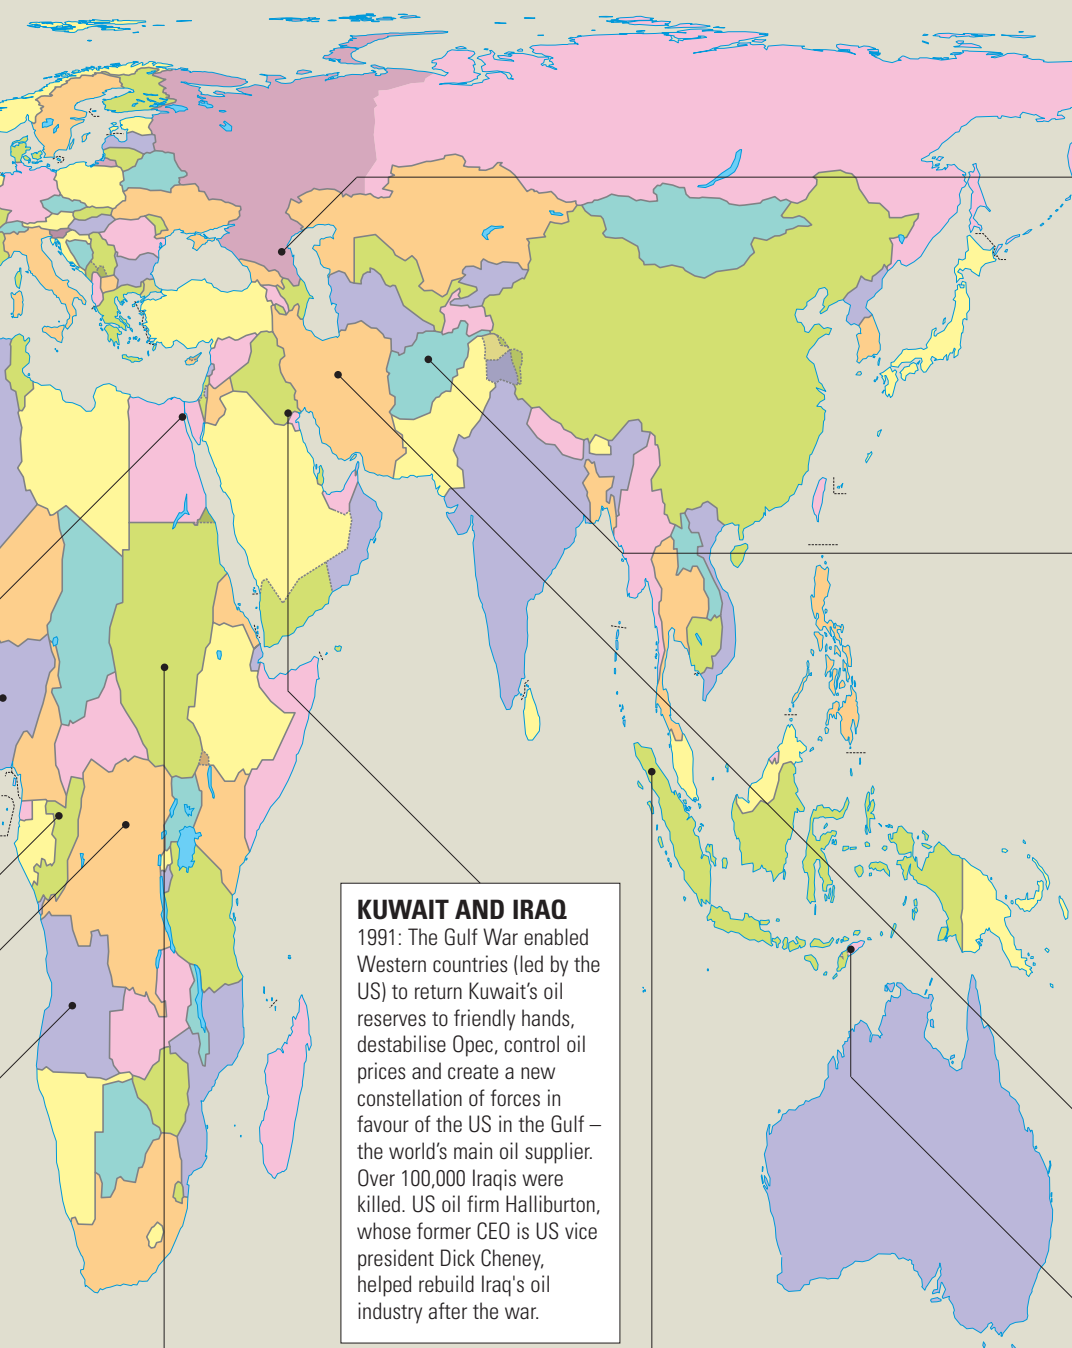 KUWAIT AND IRAQ
1991: The Gulf War enabled
Western countries (led by the
US) to return Kuwait’s oil
reserves to friendly hands,
destabilise Opec, control oil
prices and create a new
constellation of forces in
favour of the US in the Gulf –
the world’s main oil supplier.
Over 100,000 Iraqis were
killed. US oil firm Halliburton,
whose former CEO is US vice
president Dick Cheney,
helped rebuild Iraq's oil
industry after the war.